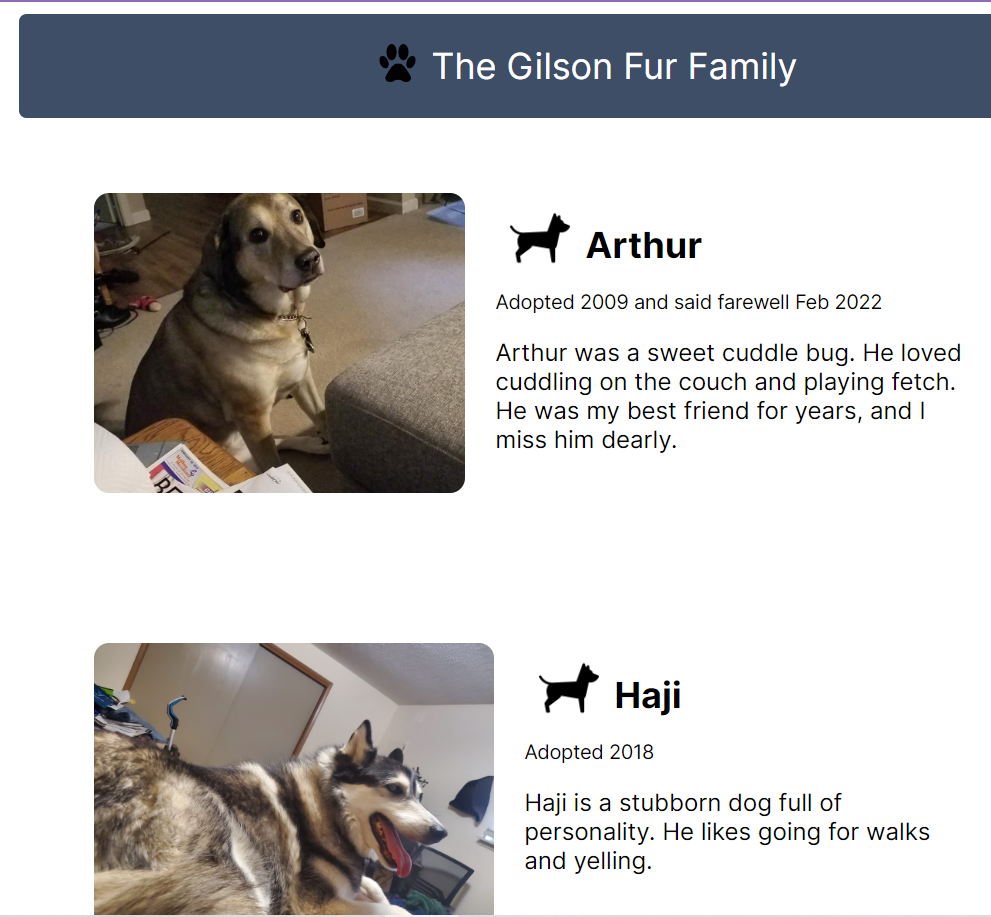 The Gilson Fur Family
Arthur
Adopted 2009 and said farewell Feb 2022
Arthur was a sweet cuddle bug. He loved
cuddling on the couch and playing fetch.
He was my best friend for years, and I
miss him dearly.
Haji
Adopted 2018
Haji is a stubborn dog full of
personality. He likes going for walks
and yelling.